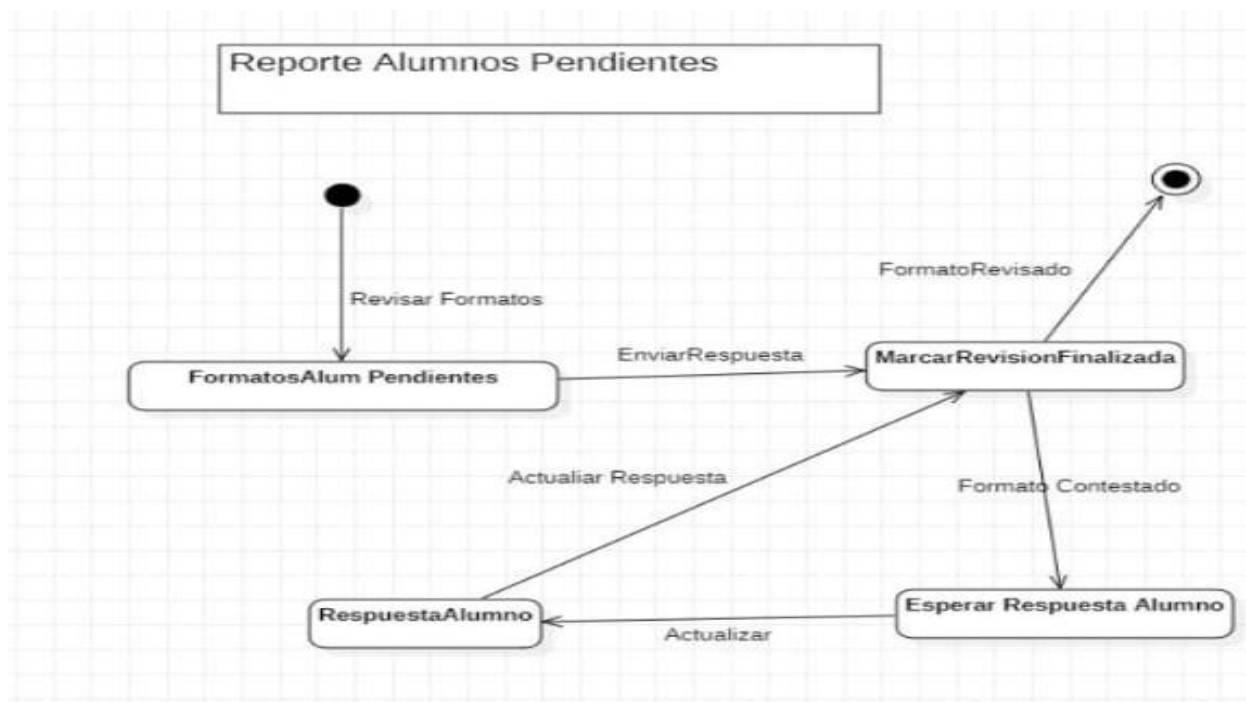 Reporte Alumnos Pendientes
FormatoRevisado
Revisar Formatos
EnviarRespuesta
MarcarRevisionFinalizada
FormatosAlum Pendientes
Actualiar Respuesta
Formato Contestado
RespuestaAlumno
Esperar Respuesta Alumno
Actualizar